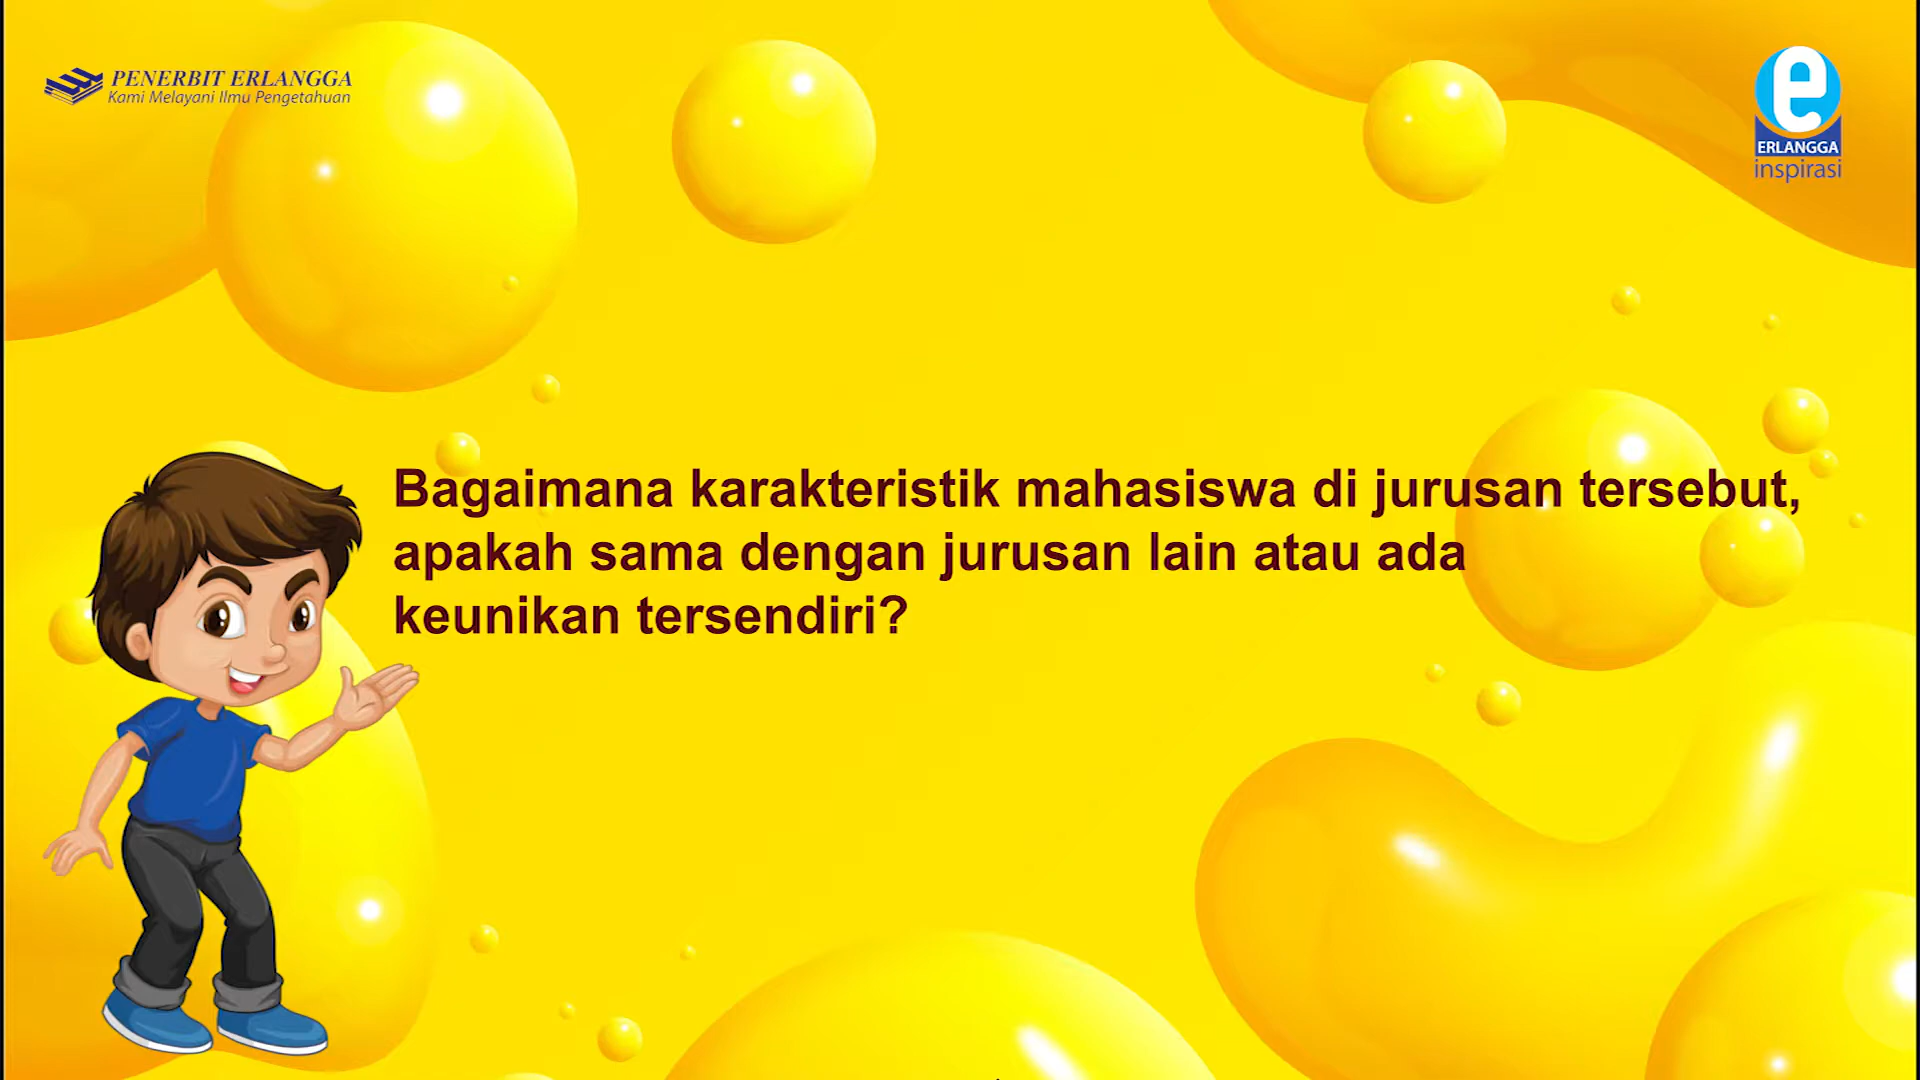 PENERBIT ERLANGGA
Kami Melayani Ilmu Pengetahuan
e
ERLANGGA
inspirasi
Bagaimana karakteristik mahasiswa di jurusan tersebut,
apakah sama dengan jurusan lain atau ada
keunikan tersendiri?